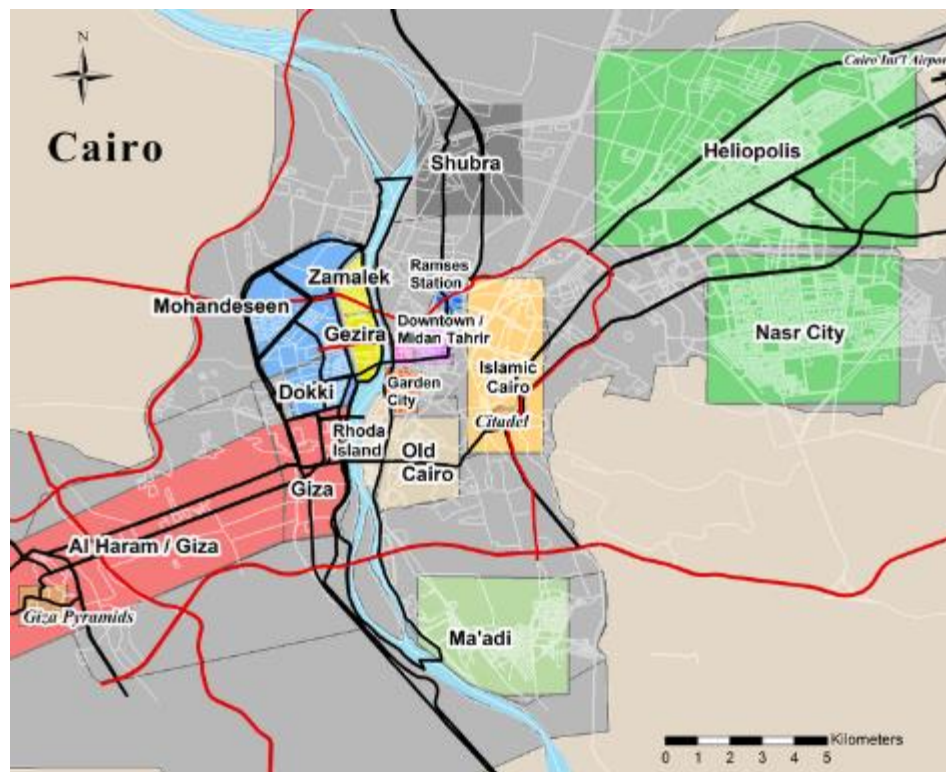 N
Cairo
Cairo Int'l Airport
Shubra
Heliopolis
Ramses
Station
Zamalek
Mohandeseen
Gezira
Downtown /
Midan Tahrir
Nasr City
Islamic
Cairo
Dokki
Garden
City
Citadel
Rhoda
Island
Old
Cairo
Giza
Al Haram / Giza
Giza Pyramids
Ma'adi
Kilometers
0 1 2 3 4 5